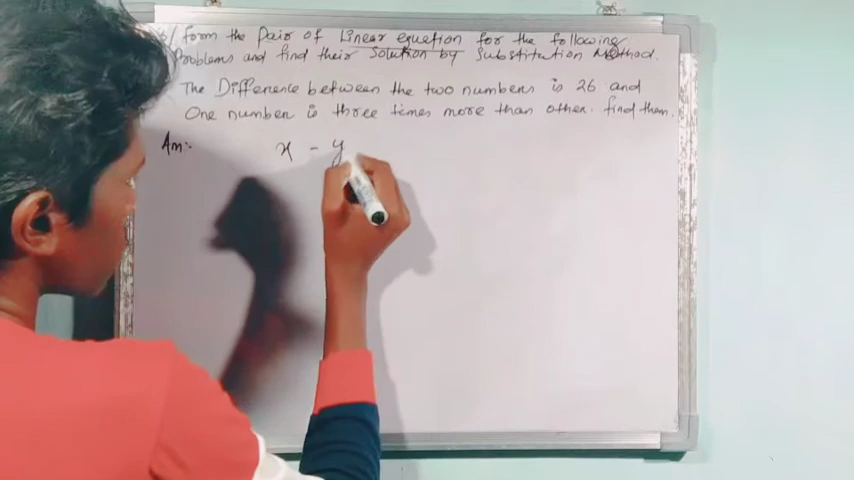 form the Pair of Linear equation for the following
Problems and find their Solution by Substitution Method.
The Difference between the two numbers is 26 and
One number is three times more than other. find them.
Ans:- x - y